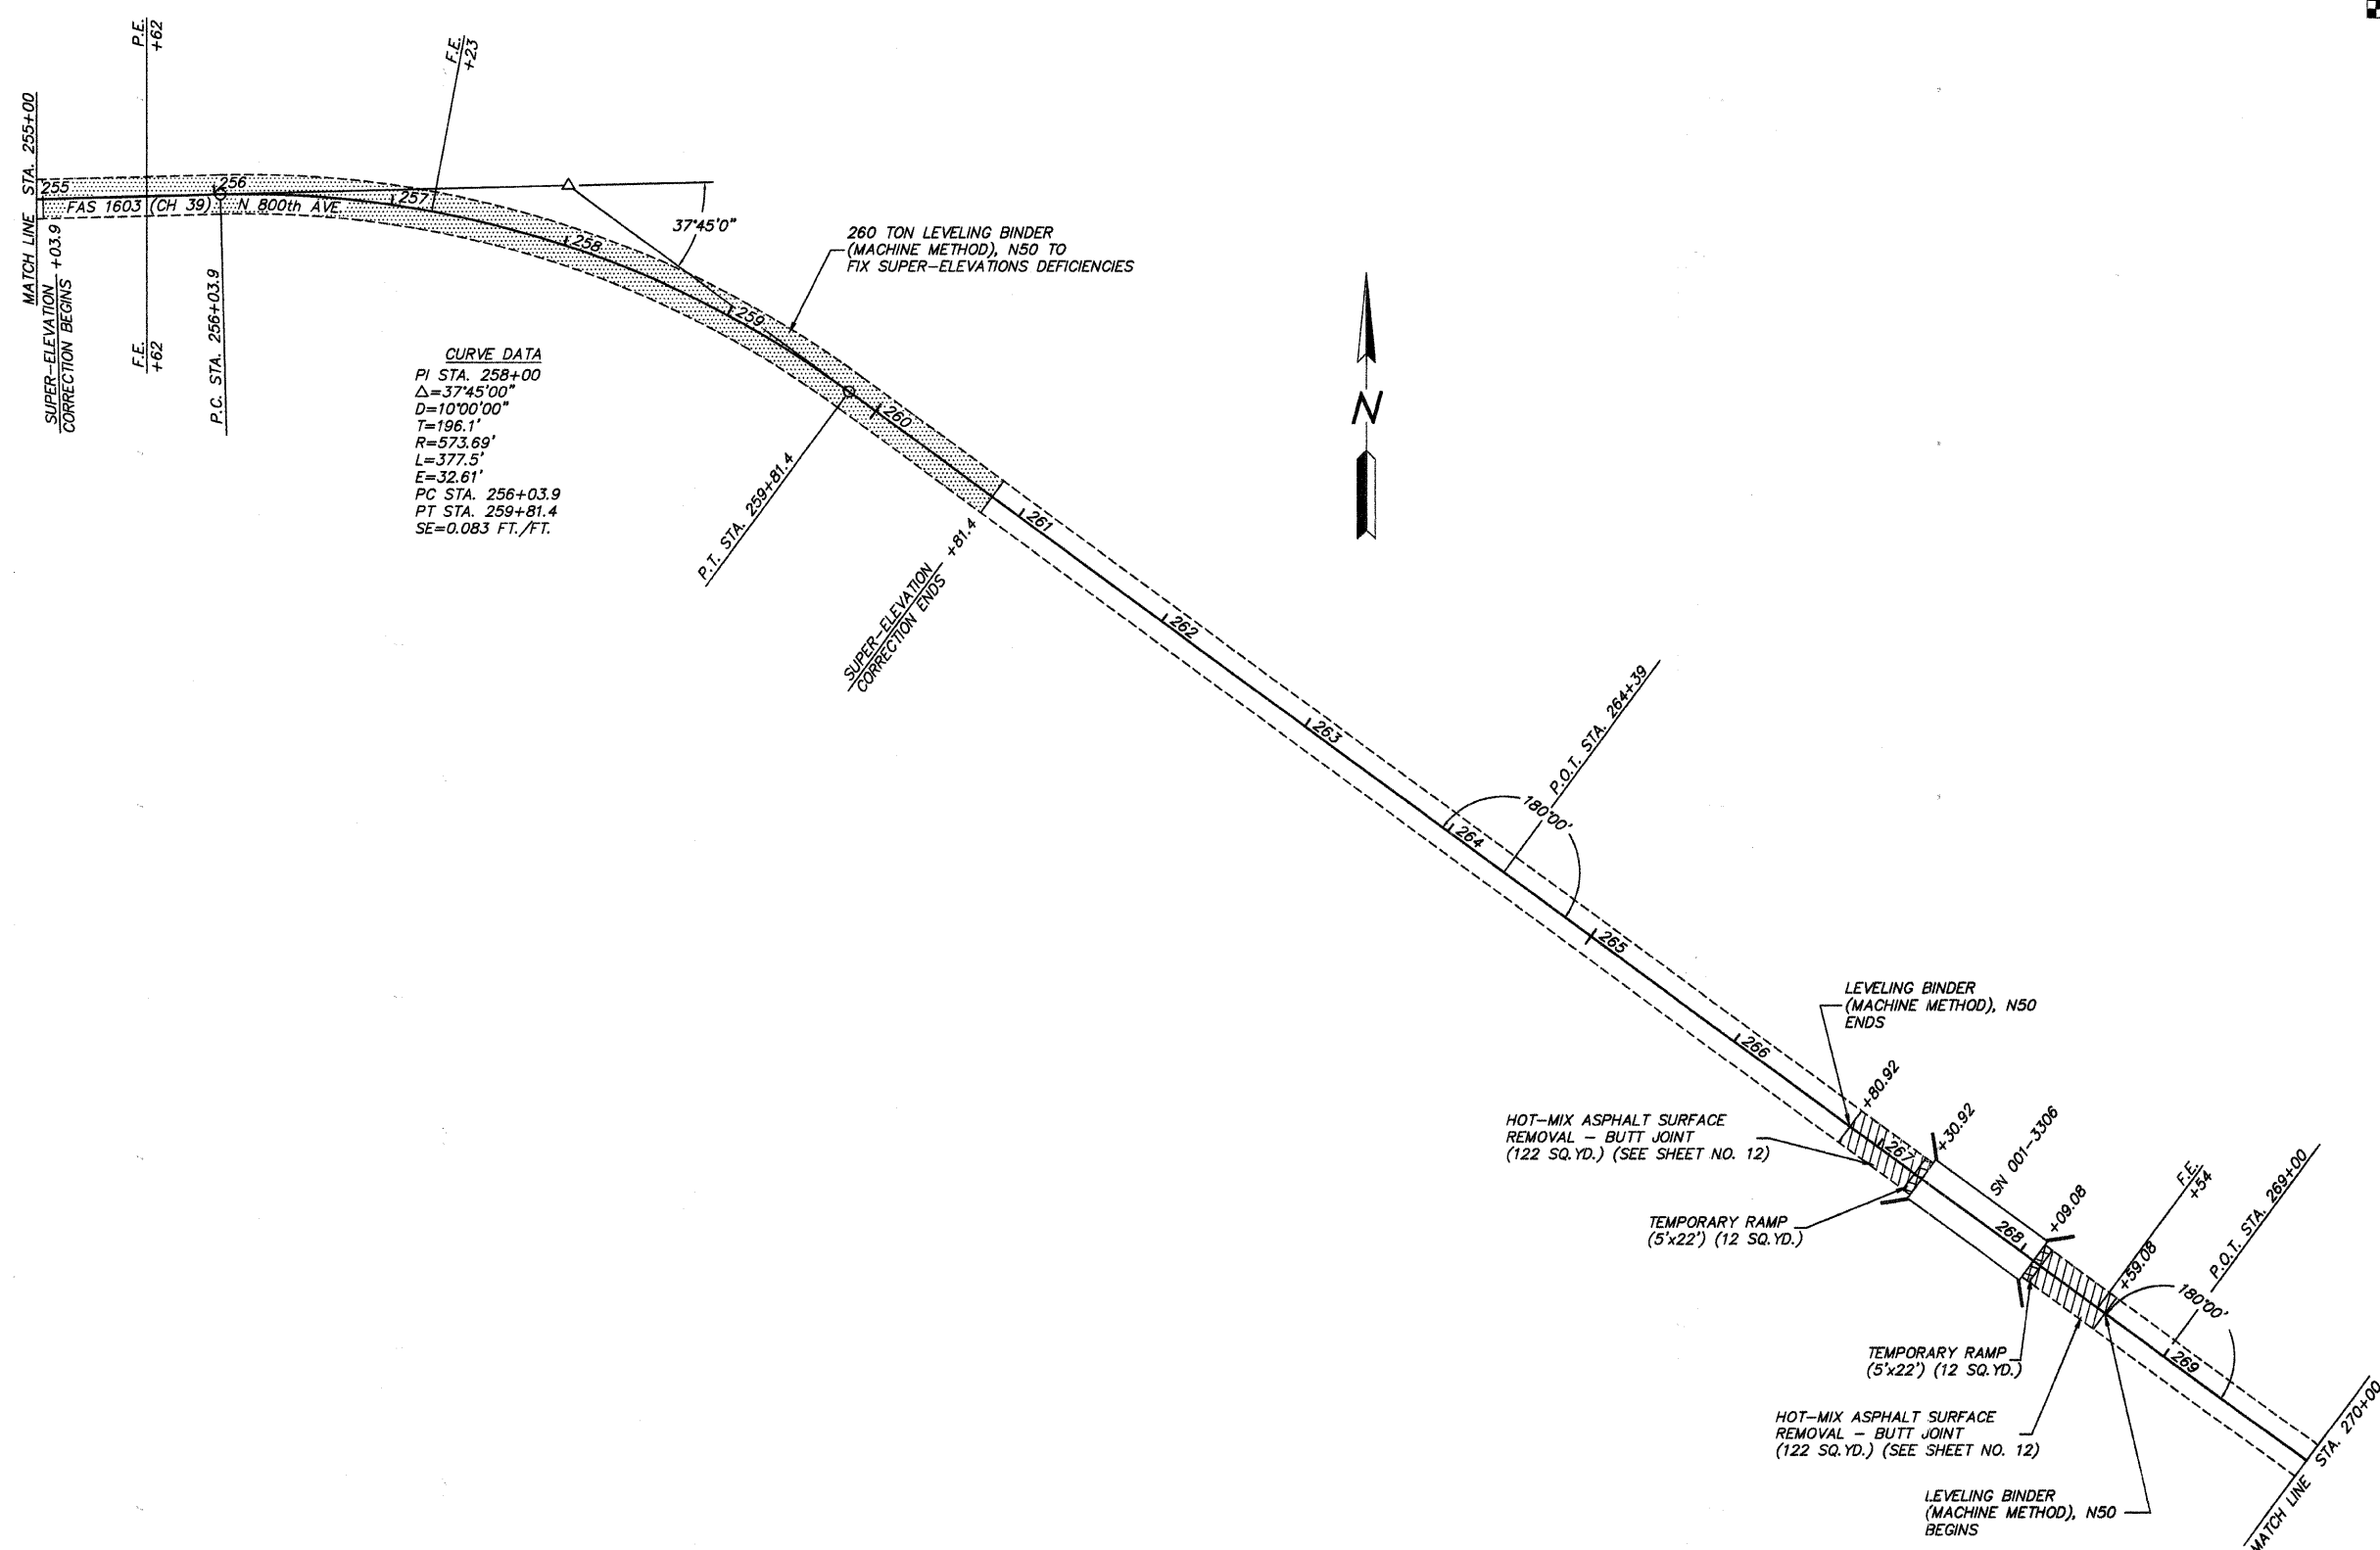 P.E.
+62
F.E.
+23
MATCH LINE STA. 255+00
255
256
257
258
259
260
261
262
263
264
265
266
267
268
269
FAS 1603 (CH 39) N 800th AVE
37°45'0"
SUPER-ELEVATION +03.9
CORRECTION BEGINS
F.E.
+62
P.C. STA. 256+03.9
260 TON LEVELING BINDER
(MACHINE METHOD), N50 TO
FIX SUPER-ELEVATIONS DEFICIENCIES
CURVE DATA
PI STA. 258+00
△=37°45'00"
D=10°00'00"
T=196.1'
R=573.69'
L=377.5'
E=32.61'
PC STA. 256+03.9
PT STA. 259+81.4
SE=0.083 FT./FT.
N
P.T. STA. 259+81.4
SUPER-ELEVATION +81.4
CORRECTION ENDS
P.O.T. STA. 264+39
180°00'
LEVELING BINDER
(MACHINE METHOD), N50
ENDS
+80.92
+30.92
SN 001-3306
HOT-MIX ASPHALT SURFACE
REMOVAL - BUTT JOINT
(122 SQ.YD.) (SEE SHEET NO. 12)
TEMPORARY RAMP
(5'x22') (12 SQ.YD.)
+09.08
F.E.
+54
+59.08
P.O.T. STA. 269+00
180°00'
TEMPORARY RAMP
(5'x22') (12 SQ.YD.)
HOT-MIX ASPHALT SURFACE
REMOVAL - BUTT JOINT
(122 SQ.YD.) (SEE SHEET NO. 12)
LEVELING BINDER
(MACHINE METHOD), N50
BEGINS
MATCH LINE STA. 270+00